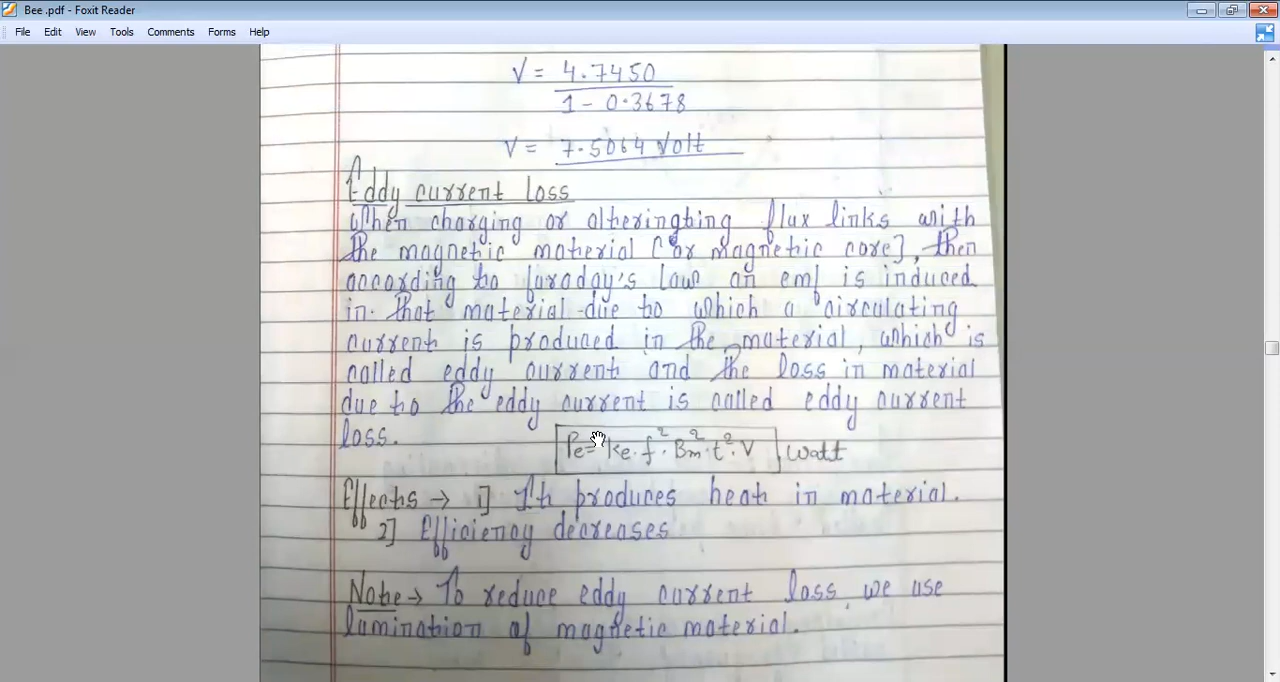 Bee .pdf - Foxit Reader
File Edit View Tools Comments Forms Help
V = 4.7450
1 - 0.3678
V = 7.5064 Volt
Eddy current loss
When charging or alteringting flux links with
the magnetic material [or magnetic core], then
according to faraday's law an emf is induced
in that material due to which a circulating
current is produced in the material, which is
called eddy current and the loss in material
due to the eddy current is called eddy current
loss.
Pe = Ke. f². Bm². t². V watt
Effects → 1] It produces heat in material.
2] Efficiency decreases
Note → To reduce eddy current loss, we use
lamination of magnetic material.